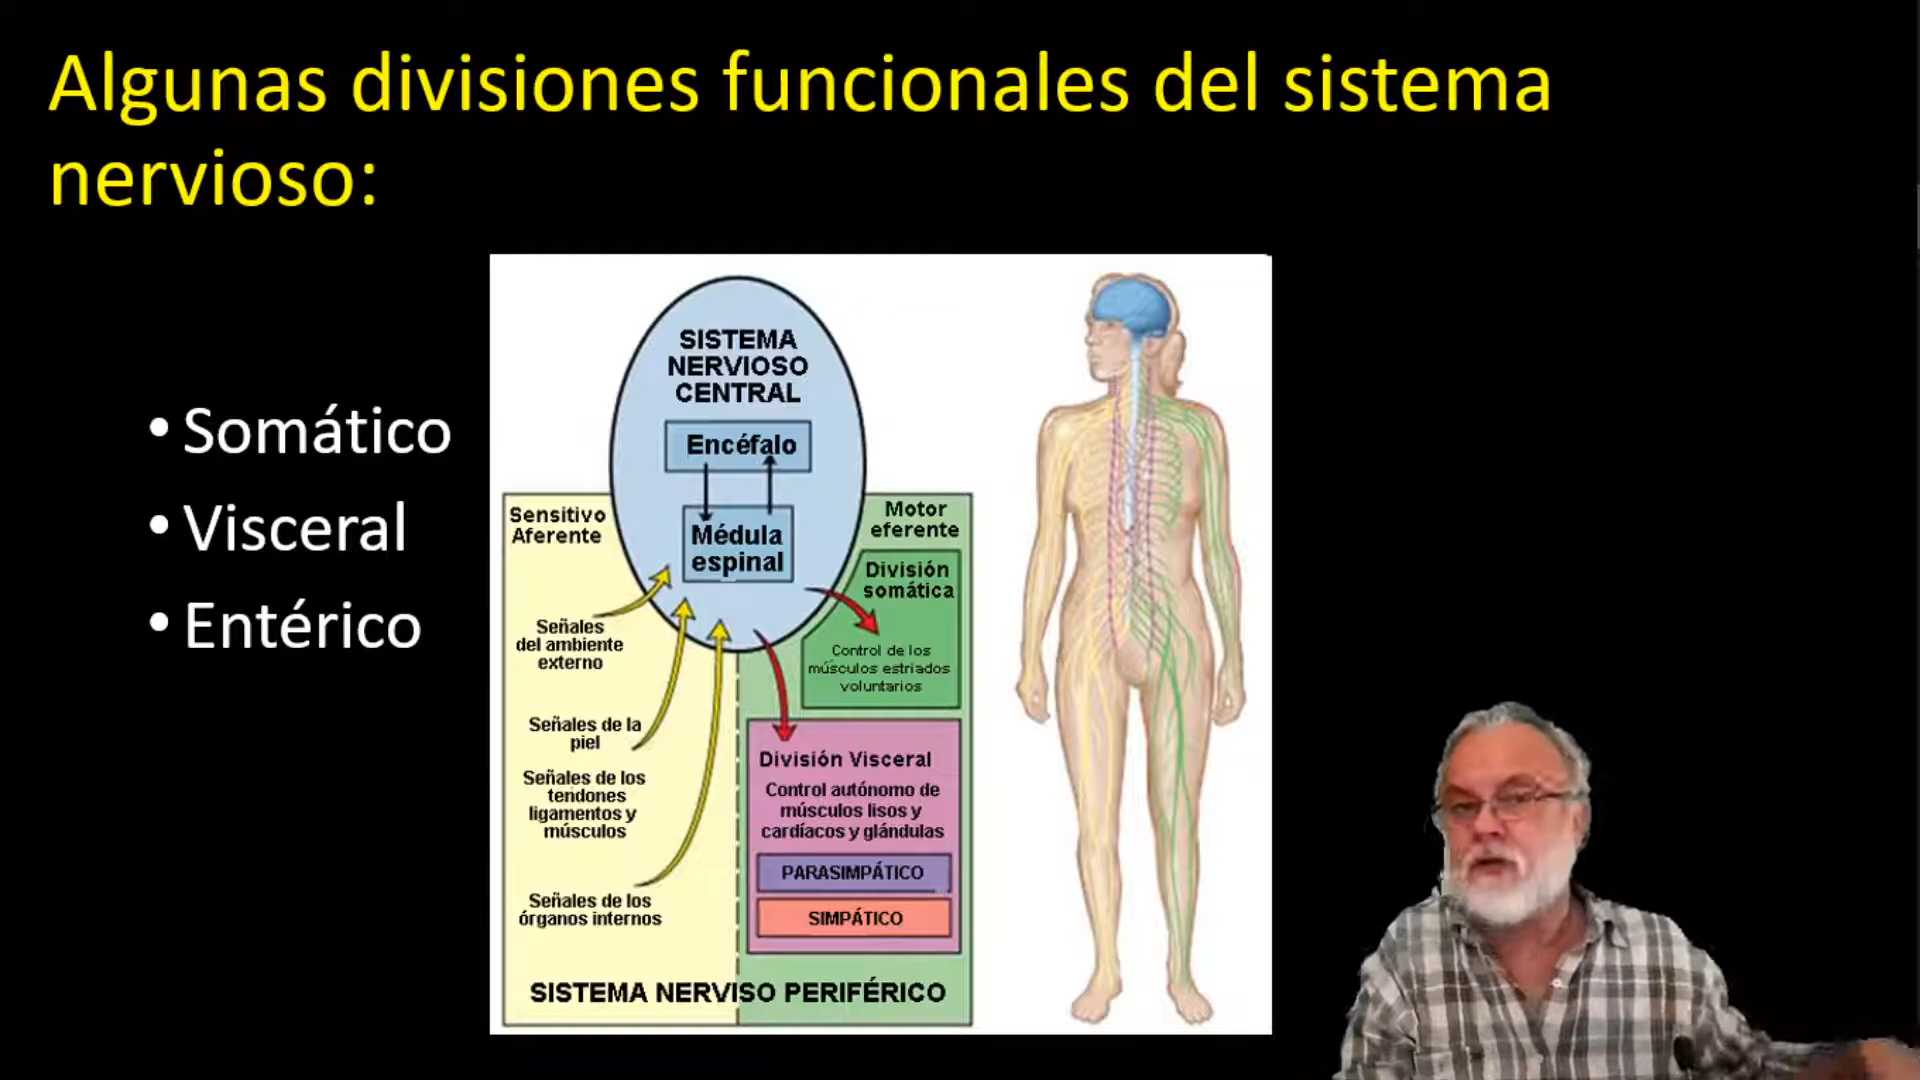 Algunas divisiones funcionales del sistema
nervioso:
• Somático
• Visceral
• Entérico
SISTEMA
NERVIOSO
CENTRAL
Encéfalo
Médula
espinal
Sensitivo
Aferente
Señales
del ambiente
externo
Señales de la
piel
Señales de los
tendones
ligamentos y
músculos
Señales de los
órganos internos
Motor
eferente
División
somática
Control de los
músculos estriados
voluntarios
División Visceral
Control autónomo de
músculos lisos y
cardíacos y glándulas
PARASIMPÁTICO
SIMPÁTICO
SISTEMA NERVISO PERIFÉRICO